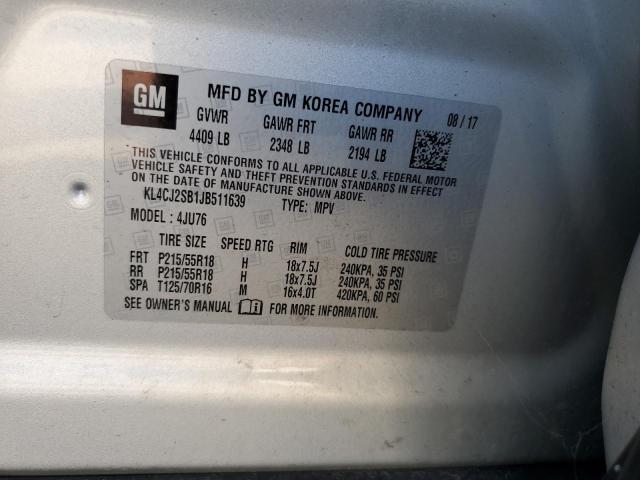 GM
MFD BY GM KOREA COMPANY 08/17
GVWR GAWR FRT GAWR RR
4409 LB 2348 LB 2194 LB
THIS VEHICLE CONFORMS TO ALL APPLICABLE U.S. FEDERAL MOTOR
VEHICLE SAFETY AND THEFT PREVENTION STANDARDS IN EFFECT
ON THE DATE OF MANUFACTURE SHOWN ABOVE.
KL4CJ2SB1JB511639 TYPE: MPV
MODEL: 4JU76
TIRE SIZE SPEED RTG RIM COLD TIRE PRESSURE
FRT P215/55R18 H 18x7.5J 240KPA, 35 PSI
RR P215/55R18 H 18x7.5J 240KPA, 35 PSI
SPA T125/70R16 M 16x4.0T 420KPA, 60 PSI
SEE OWNER'S MANUAL FOR MORE INFORMATION.